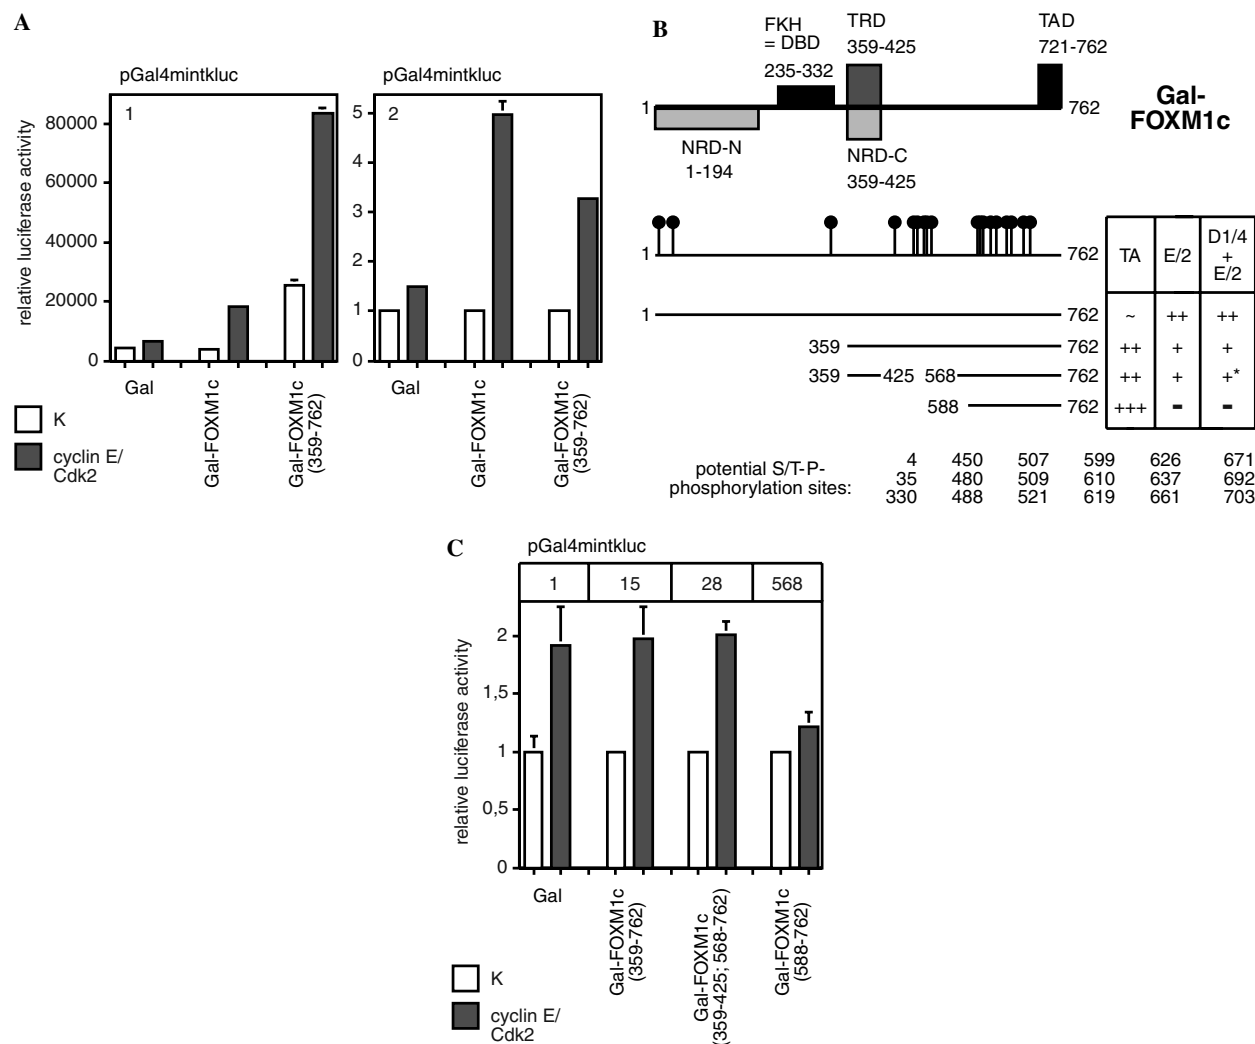 A
pGal4mintkluc
pGal4mintkluc
relative luciferase activity
1
80000
60000
40000
20000
0
2
5
4
3
2
1
0
Gal
Gal-FOXM1c
Gal-FOXM1c
(359-762)
Gal
Gal-FOXM1c
Gal-FOXM1c
(359-762)
K
cyclin E/
Cdk2
B
FKH
= DBD
235-332
TRD
359-425
TAD
721-762
1
762
Gal-
FOXM1c
NRD-N
1-194
NRD-C
359-425
1
762
TA
E/2
D1/4
+
E/2
1 762 ~ ++ ++
359 762 ++ + +
359 425 568 762 ++ + +*
588 762 +++ - -
potential S/T-P-
phosphorylation sites:
4 450 507 599 626 671
35 480 509 610 637 692
330 488 521 619 661 703
C
pGal4mintkluc
1 15 28 568
relative luciferase activity
2
1,5
1
0,5
0
Gal
Gal-FOXM1c
(359-762)
Gal-FOXM1c
(359-425; 568-762)
Gal-FOXM1c
(588-762)
K
cyclin E/
Cdk2